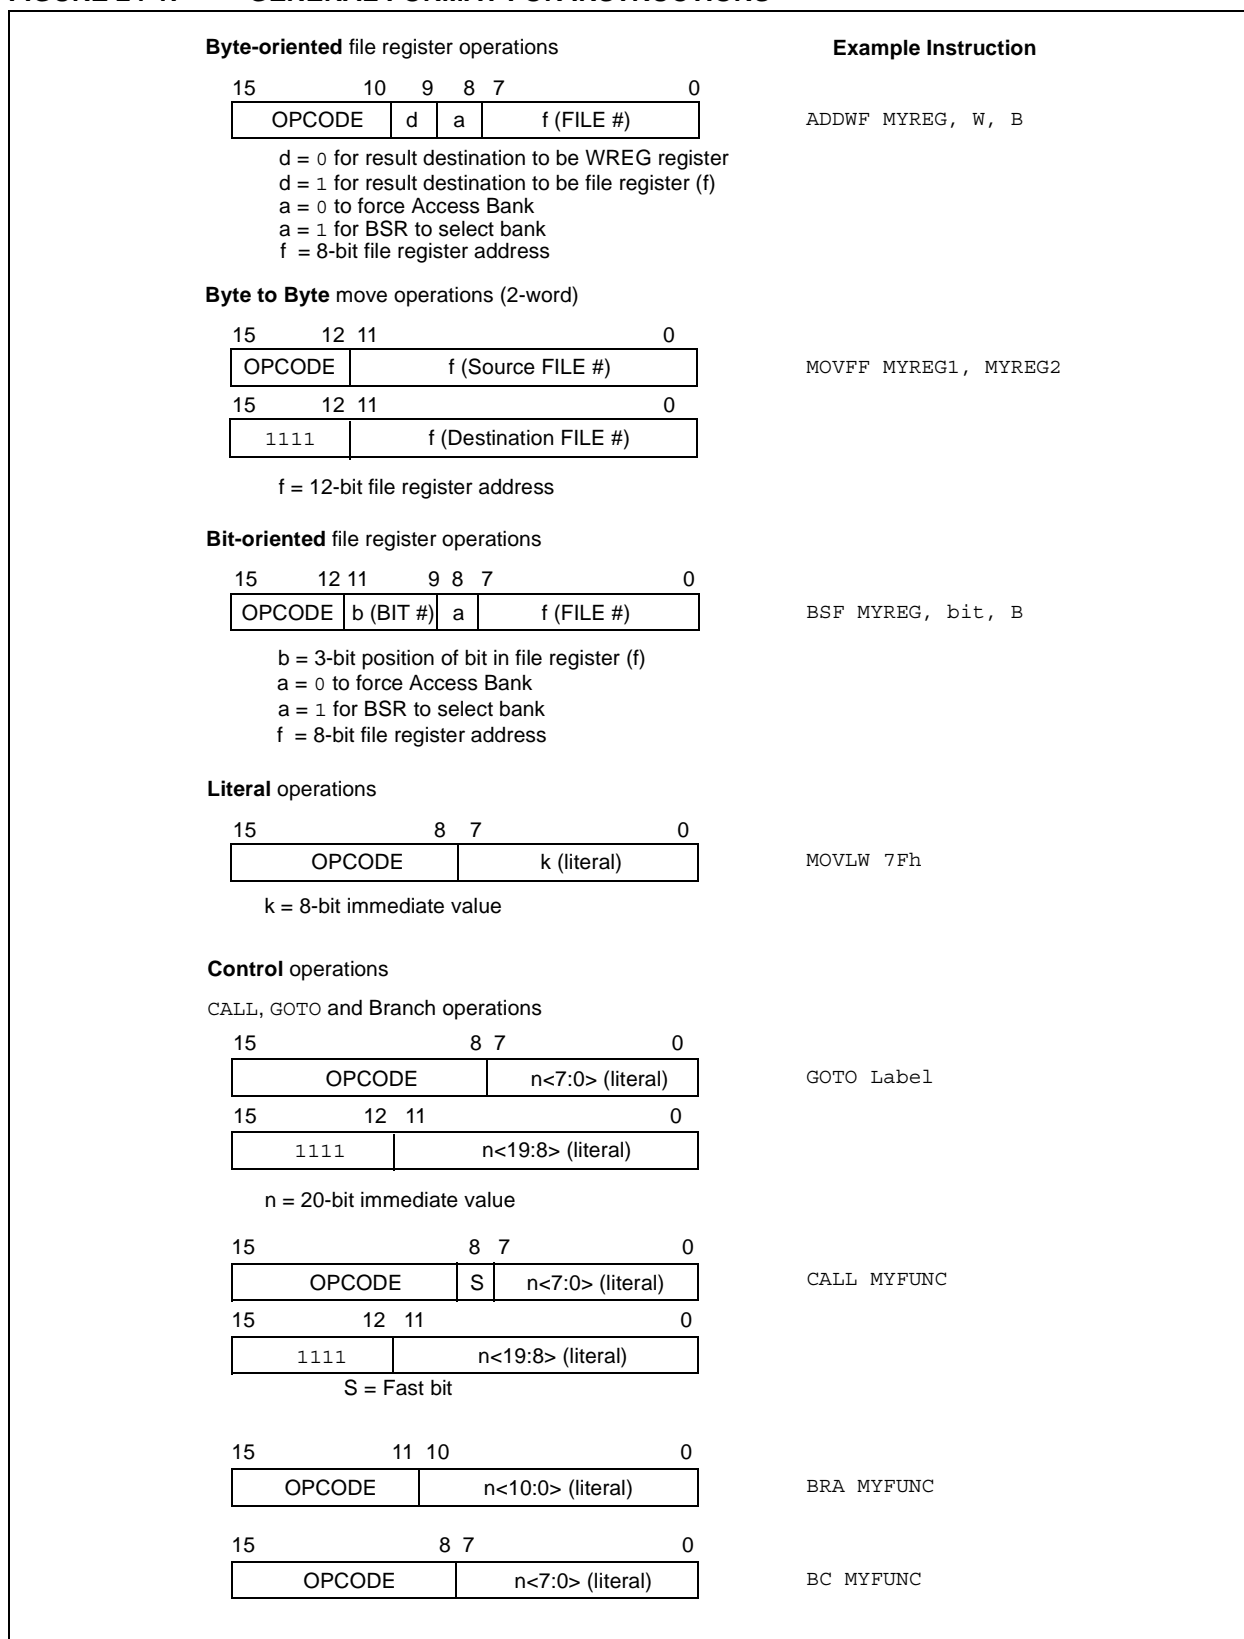 Byte-oriented file register operations Example Instruction
15 10 9 8 7 0
OPCODE d a f (FILE #) ADDWF MYREG, W, B
d = 0 for result destination to be WREG register
d = 1 for result destination to be file register (f)
a = 0 to force Access Bank
a = 1 for BSR to select bank
f = 8-bit file register address
Byte to Byte move operations (2-word)
15 12 11 0
OPCODE f (Source FILE #) MOVFF MYREG1, MYREG2
15 12 11 0
1111 f (Destination FILE #)
f = 12-bit file register address
Bit-oriented file register operations
15 12 11 9 8 7 0
OPCODE b (BIT #) a f (FILE #) BSF MYREG, bit, B
b = 3-bit position of bit in file register (f)
a = 0 to force Access Bank
a = 1 for BSR to select bank
f = 8-bit file register address
Literal operations
15 8 7 0
OPCODE k (literal) MOVLW 7Fh
k = 8-bit immediate value
Control operations
CALL, GOTO and Branch operations
15 8 7 0
OPCODE n<7:0> (literal) GOTO Label
15 12 11 0
1111 n<19:8> (literal)
n = 20-bit immediate value
15 8 7 0
OPCODE S n<7:0> (literal) CALL MYFUNC
15 12 11 0
1111 n<19:8> (literal)
S = Fast bit
15 11 10 0
OPCODE n<10:0> (literal) BRA MYFUNC
15 8 7 0
OPCODE n<7:0> (literal) BC MYFUNC